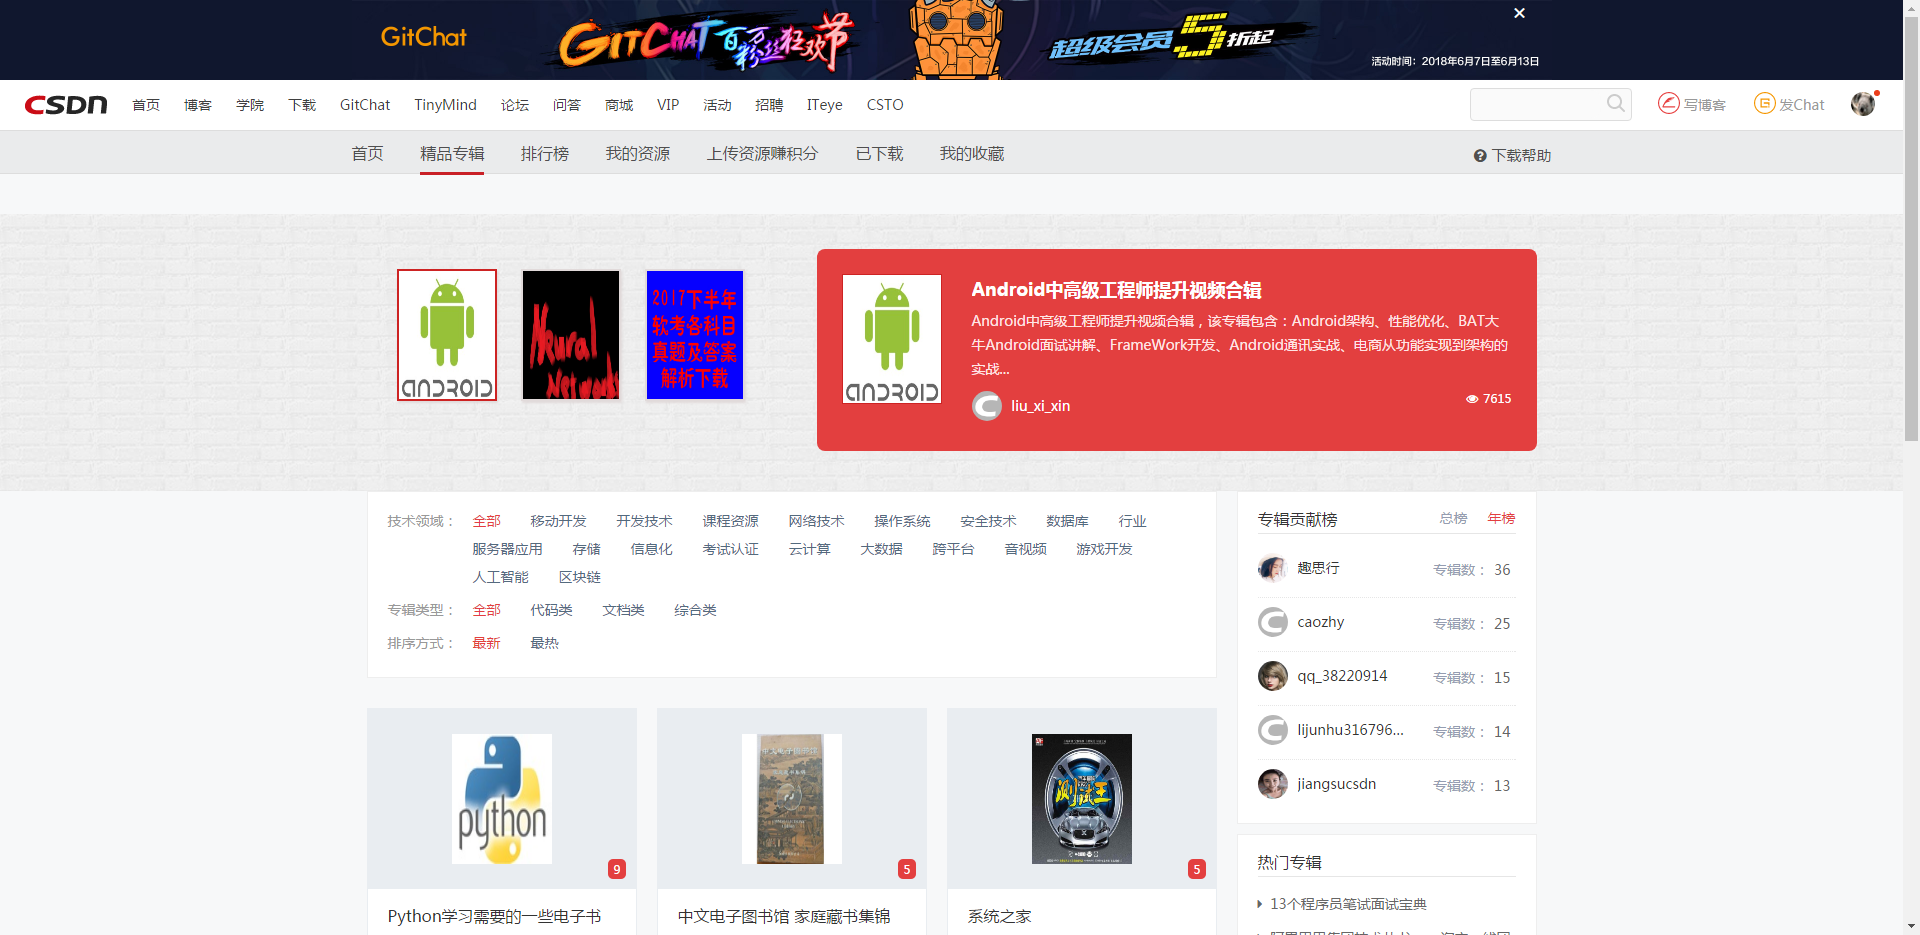 GitChat
GITCHAT百万粉丝狂欢节
超级会员5折起
活动时间：2018年6月7日至6月13日
CSDN 首页 博客 学院 下载 GitChat TinyMind 论坛 问答 商城 VIP 活动 招聘 ITeye CSTO 写博客 发Chat
首页 精品专辑 排行榜 我的资源 上传资源赚积分 已下载 我的收藏 下载帮助
ANDROID
Neural
Network
2017下半年
软考各科目
真题及答案
解析下载
ANDROID
Android中高级工程师提升视频合辑
Android中高级工程师提升视频合辑，该专辑包含：Android架构、性能优化、BAT大
牛Android面试讲解、FrameWork开发、Android通讯实战、电商从功能实现到架构的
实战...
liu_xi_xin
7615
技术领域： 全部 移动开发 开发技术 课程资源 网络技术 操作系统 安全技术 数据库 行业
服务器应用 存储 信息化 考试认证 云计算 大数据 跨平台 音视频 游戏开发
人工智能 区块链
专辑类型： 全部 代码类 文档类 综合类
排序方式： 最新 最热
专辑贡献榜 总榜 年榜
趣思行 专辑数： 36
caozhy 专辑数： 25
qq_38220914 专辑数： 15
lijunhu316796... 专辑数： 14
jiangsucsdn 专辑数： 13
python
9
5
测试王
5
Python学习需要的一些电子书
中文电子图书馆 家庭藏书集锦
系统之家
热门专辑
13个程序员笔试面试宝典